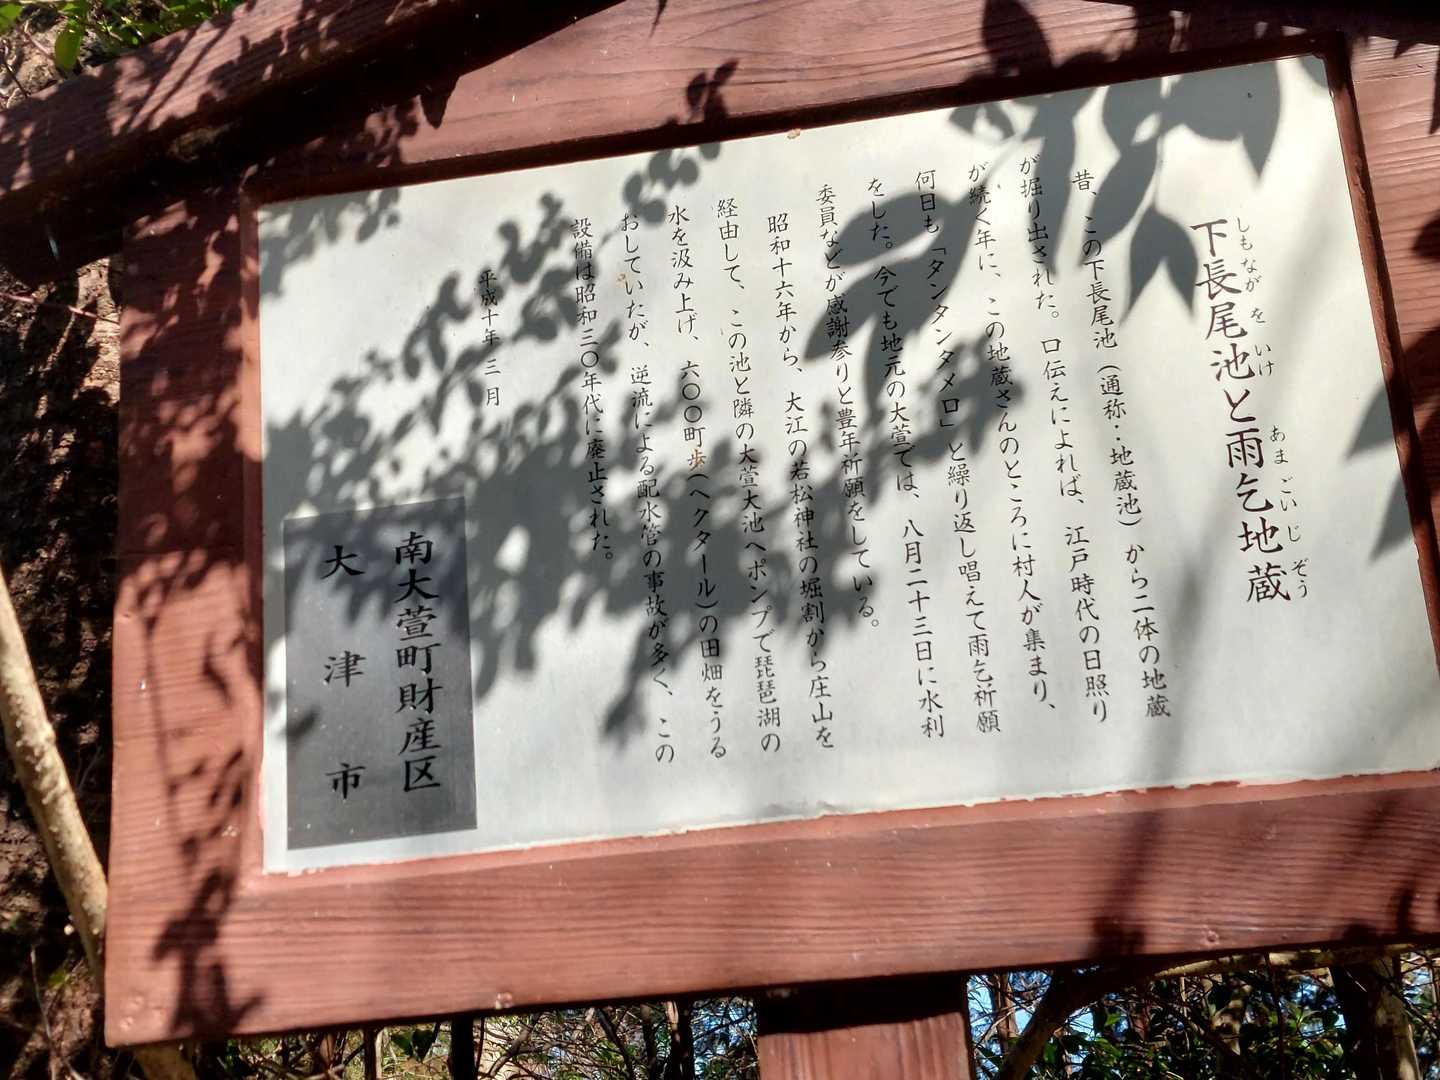 下長尾池と雨乞地蔵
しもながをいけ あまごいじぞう
昔、この下長尾池（通称：地蔵池）から二体の地蔵
が掘り出された。口伝えによれば、江戸時代の日照り
が続く年に、この地蔵さんのところに村人が集まり、
何日も「タンタンタメロ」と繰り返し唱えて雨乞祈願
をした。今でも地元の大萱では、八月二十三日に水利
委員などが感謝参りと豊年祈願をしている。
昭和十六年から、大江の若松神社の堀割から庄山を
経由して、この池と隣の大萱大池へポンプで琵琶湖の
水を汲み上げ、六〇〇町歩（ヘクタール）の田畑をうる
おしていたが、逆流による配水管の事故が多く、この
設備は昭和三〇年代に廃止された。
平成十年三月
南大萱町財産区
大津市